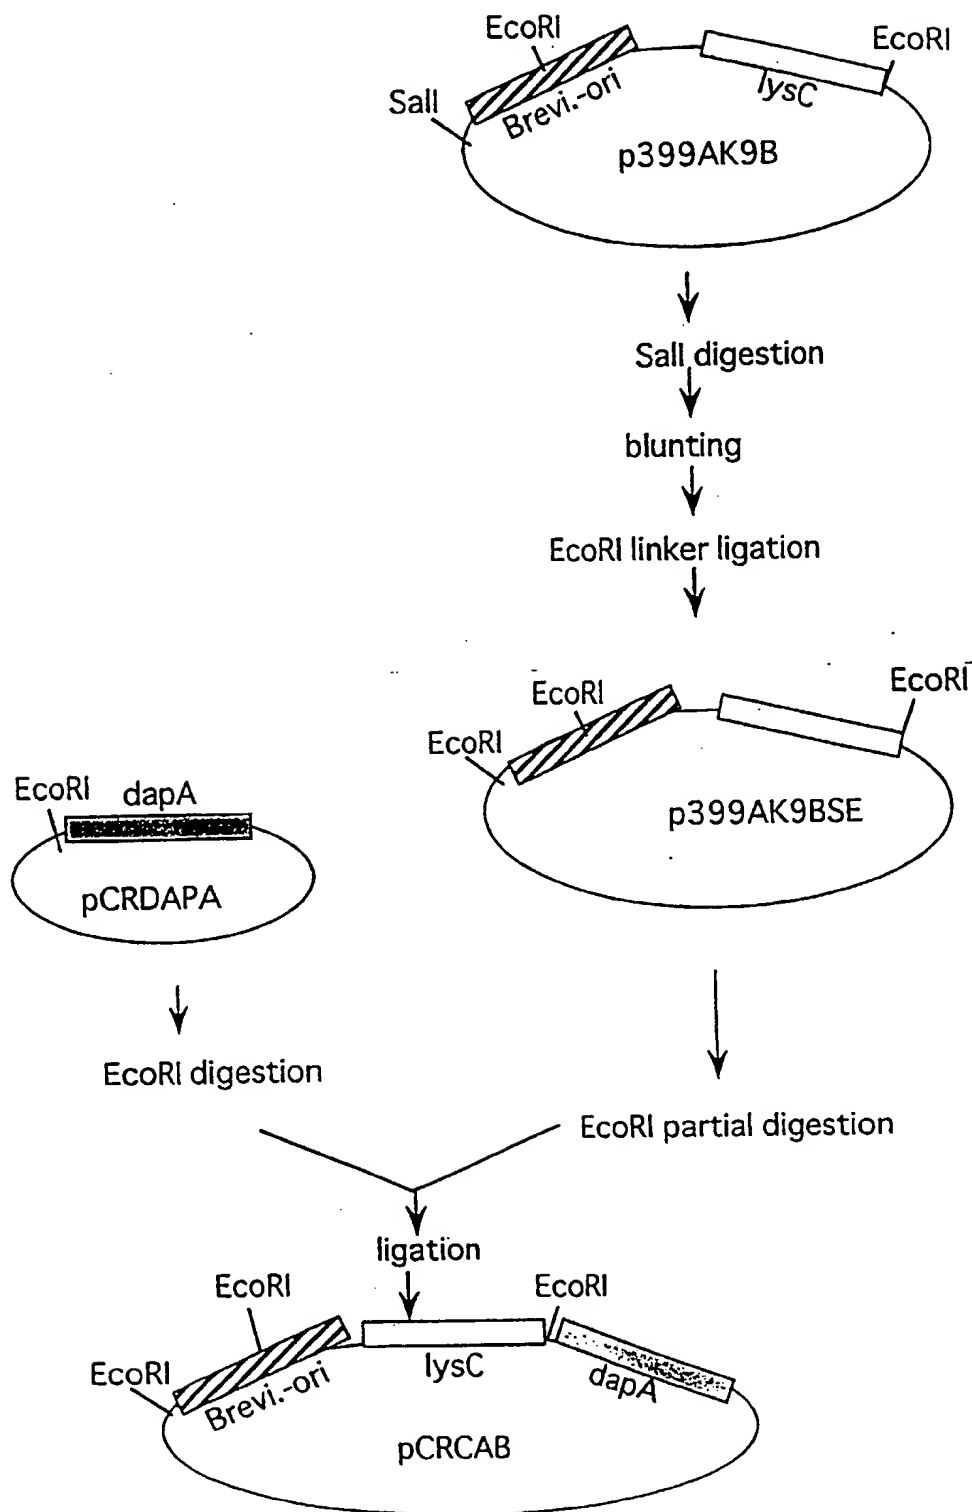 EcoRI
EcoRI
SalI
Brevi.-ori
lysC
p399AK9B
SalI digestion
blunting
EcoRI linker ligation
EcoRI
EcoRI
EcoRI
p399AK9BSE
EcoRI
dapA
pCRDAPA
EcoRI digestion
EcoRI partial digestion
ligation
EcoRI
EcoRI
EcoRI
Brevi.-ori
lysC
dapA
pCRCAB